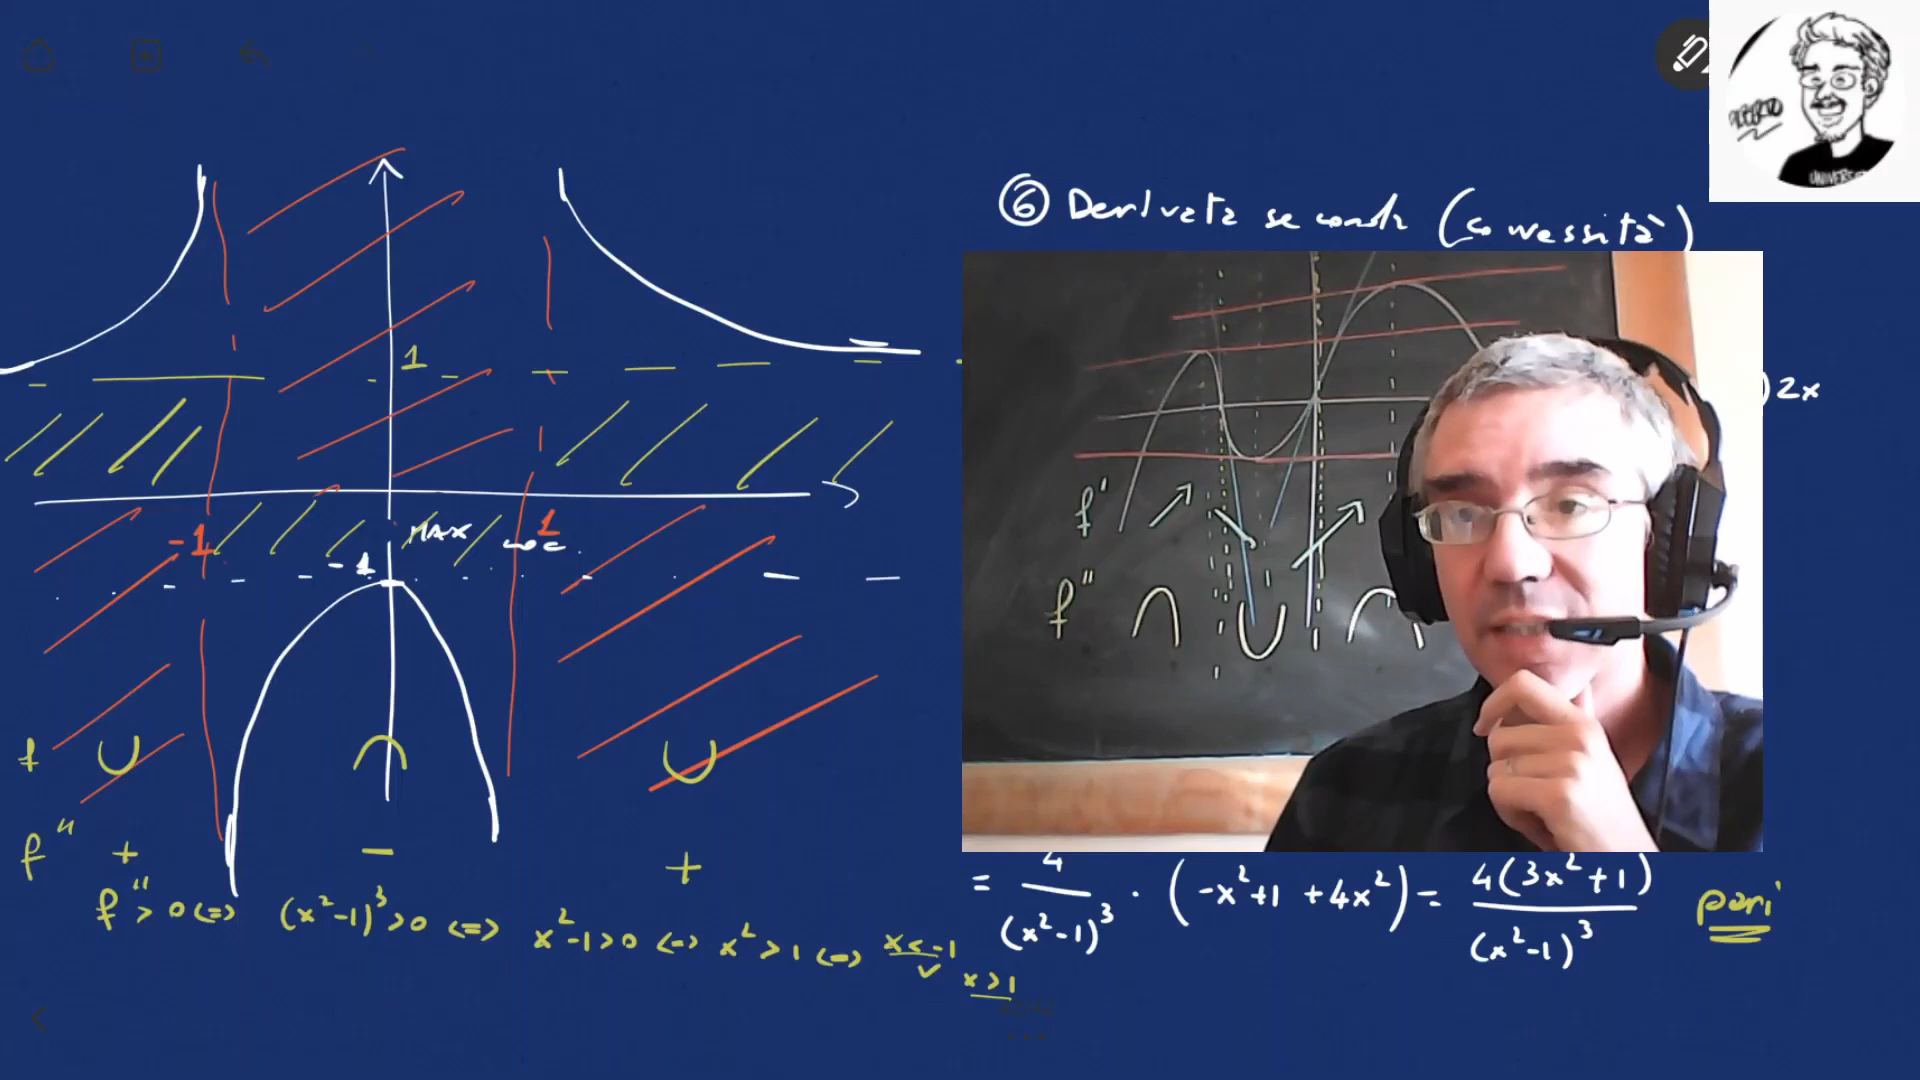 ⑥ Derivata seconda (convessità)
) 2x
1
-1
MAX LOC.
1
-1
f'
f"
f ∪ ∩ ∪
f" + − +
f" > 0 <=> (x²-1)³ > 0 <=> x²-1 > 0 <=> x² > 1 <=> x < -1 ∨ x > 1
= 4/(x²-1)³ · (-x²+1 +4x²) = 4(3x²+1)/(x²-1)³ pari
ALBERTO